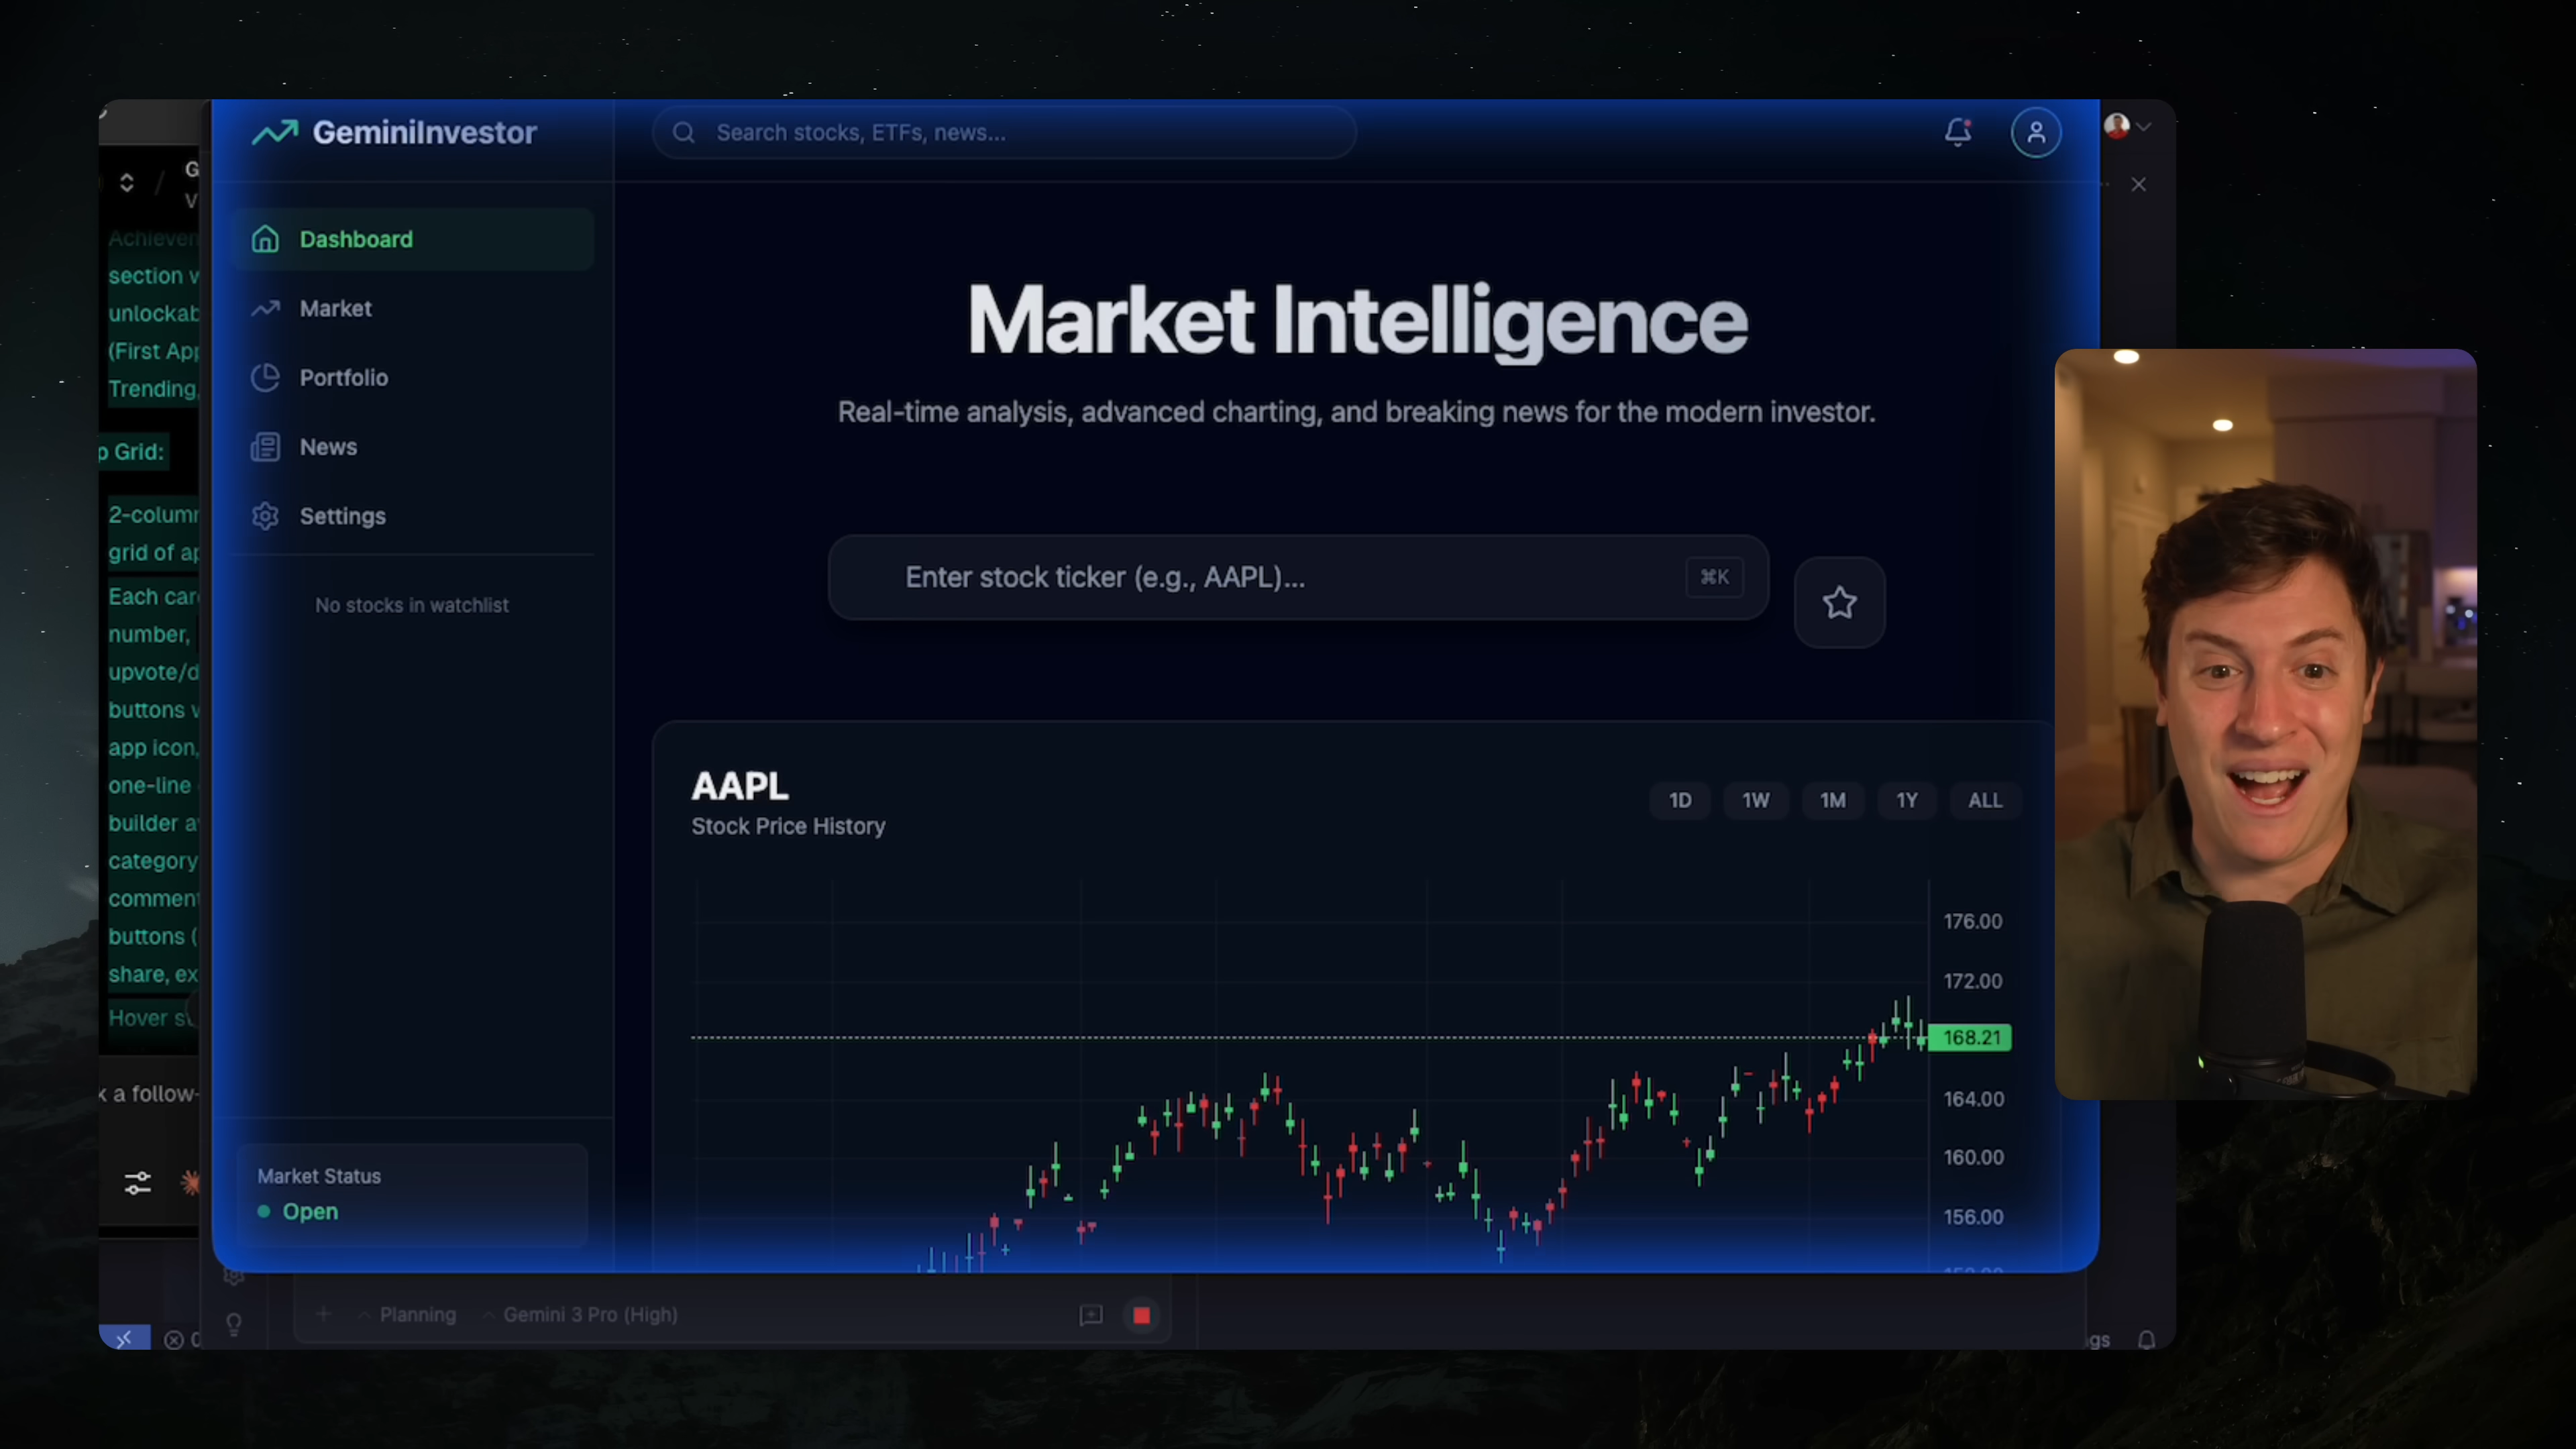 GeminiInvestor
Search stocks, ETFs, news...
Dashboard
Market
Portfolio
News
Settings
No stocks in watchlist
Market Status
Open
Market Intelligence
Real-time analysis, advanced charting, and breaking news for the modern investor.
Enter stock ticker (e.g., AAPL)...
⌘K
AAPL
Stock Price History
1D 1W 1M 1Y ALL
176.00
172.00
168.21
164.00
160.00
156.00
G
V
section
unlockab
(First App
Trending,
p Grid:
2-column
grid of ap
Each car
number,
upvote/d
buttons
app icon,
one-line
builder a
category
comment
buttons (
share, ex
Hover
k a follow-
Planning
Gemini 3 Pro (High)
gs